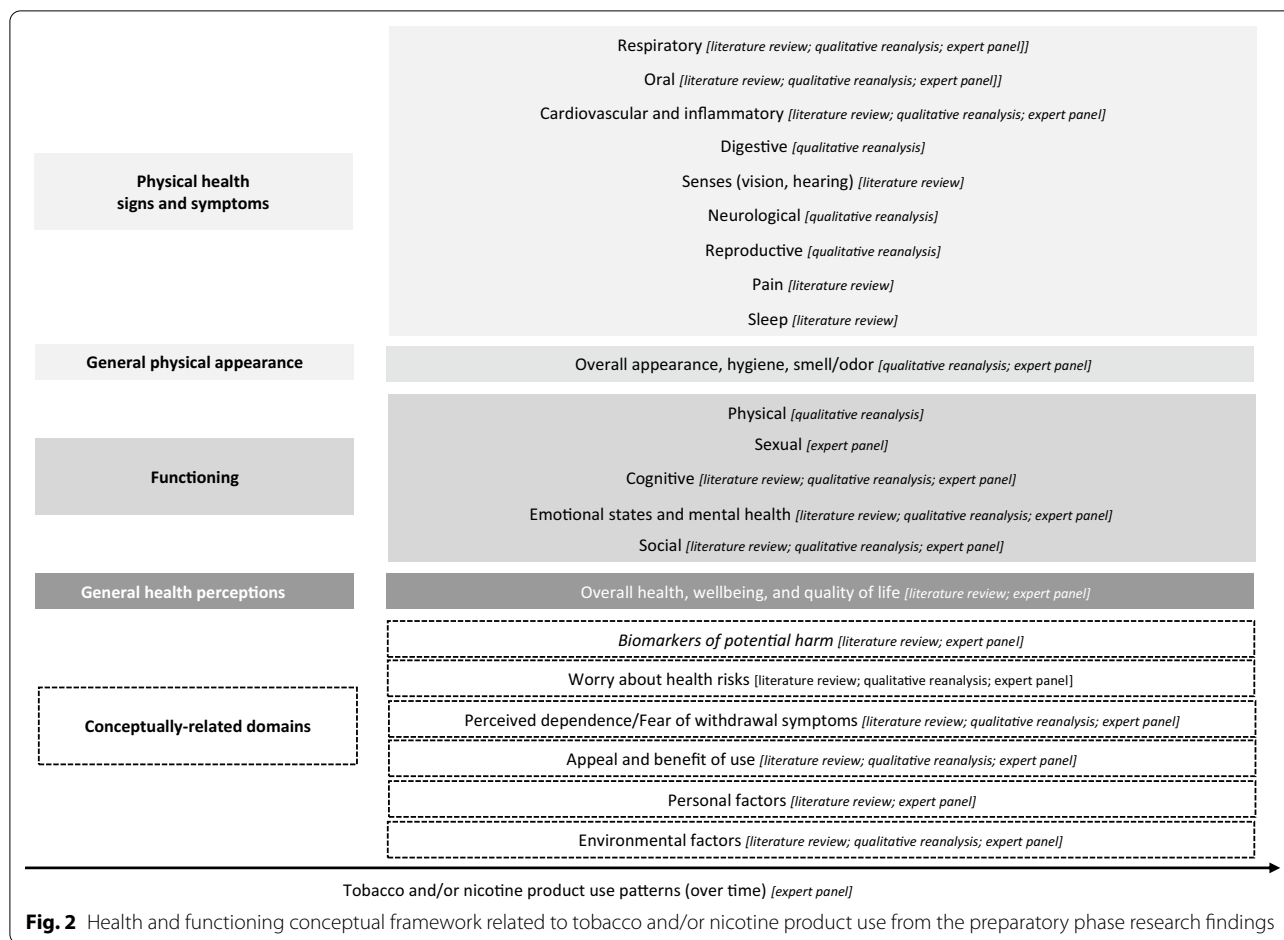 Respiratory [literature review; qualitative reanalysis; expert panel]]
Oral [literature review; qualitative reanalysis; expert panel]]
Cardiovascular and inflammatory [literature review; qualitative reanalysis; expert panel]
Digestive [qualitative reanalysis]
Physical health
signs and symptoms
Senses (vision, hearing) [literature review]
Neurological [qualitative reanalysis]
Reproductive [qualitative reanalysis]
Pain [literature review]
Sleep [literature review]
General physical appearance
Overall appearance, hygiene, smell/odor [qualitative reanalysis; expert panel]
Functioning
Physical [qualitative reanalysis]
Sexual [expert panel]
Cognitive [literature review; qualitative reanalysis; expert panel]
Emotional states and mental health [literature review; qualitative reanalysis; expert panel]
Social [literature review; qualitative reanalysis; expert panel]
General health perceptions
Overall health, wellbeing, and quality of life [literature review; expert panel]
Conceptually-related domains
Biomarkers of potential harm [literature review; expert panel]
Worry about health risks [literature review; qualitative reanalysis; expert panel]
Perceived dependence/Fear of withdrawal symptoms [literature review; qualitative reanalysis; expert panel]
Appeal and benefit of use [literature review; qualitative reanalysis; expert panel]
Personal factors [literature review; expert panel]
Environmental factors [literature review; qualitative reanalysis; expert panel]
Tobacco and/or nicotine product use patterns (over time) [expert panel]
Fig. 2 Health and functioning conceptual framework related to tobacco and/or nicotine product use from the preparatory phase research findings